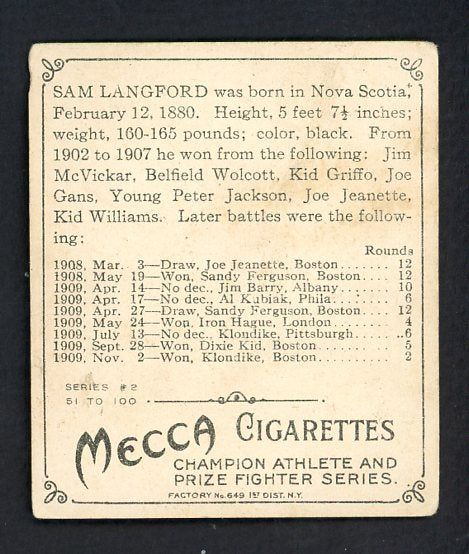 SAM LANGFORD was born in Nova Scotia,
February 12, 1880. Height, 5 feet 7½ inches;
weight, 160-165 pounds; color, black. From
1902 to 1907 he won from the following: Jim
McVickar, Belfield Wolcott, Kid Griffo, Joe
Gans, Young Peter Jackson, Joe Jeanette,
Kid Williams. Later battles were the follow-
ing:
Rounds
1908, Mar. 3—Draw, Joe Jeanette, Boston....... 12
1908, May 19—Won, Sandy Ferguson, Boston.... 12
1909, Apr. 14—No dec., Jim Barry, Albany....... 10
1909, Apr. 17—No dec., Al Kubiak, Phila........ 6
1909, Apr. 27—Draw, Sandy Ferguson, Boston.... 12
1909, May 24—Won, Iron Hague, London......... 4
1909, July 13—No dec., Klondike, Pittsburgh.....6
1909, Sept. 28—Won, Dixie Kid, Boston.......... 5
1909, Nov. 2—Won, Klondike, Boston........... 2
SERIES #2
51 TO 100
MECCA CIGARETTES
CHAMPION ATHLETE AND
PRIZE FIGHTER SERIES.
FACTORY No. 649 1ST DIST. N.Y.